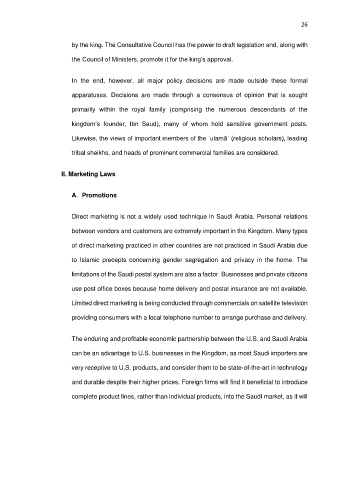 26
by the king. The Consultative Council has the power to draft legislation and, along with
the Council of Ministers, promote it for the king's approval.
In the end, however, all major policy decisions are made outside these formal
apparatuses. Decisions are made through a consensus of opinion that is sought
primarily within the royal family (comprising the numerous descendants of the
kingdom's founder, Ibn Saud), many of whom hold sensitive government posts.
Likewise, the views of important members of the ʿulamāʾ (religious scholars), leading
tribal sheikhs, and heads of prominent commercial families are considered.
II. Marketing Laws
A. Promotions
Direct marketing is not a widely used technique in Saudi Arabia. Personal relations
between vendors and customers are extremely important in the Kingdom. Many types
of direct marketing practiced in other countries are not practiced in Saudi Arabia due
to Islamic precepts concerning gender segregation and privacy in the home. The
limitations of the Saudi postal system are also a factor. Businesses and private citizens
use post office boxes because home delivery and postal insurance are not available.
Limited direct marketing is being conducted through commercials on satellite television
providing consumers with a local telephone number to arrange purchase and delivery.
The enduring and profitable economic partnership between the U.S. and Saudi Arabia
can be an advantage to U.S. businesses in the Kingdom, as most Saudi importers are
very receptive to U.S. products, and consider them to be state-of-the-art in technology
and durable despite their higher prices. Foreign firms will find it beneficial to introduce
complete product lines, rather than individual products, into the Saudi market, as it will